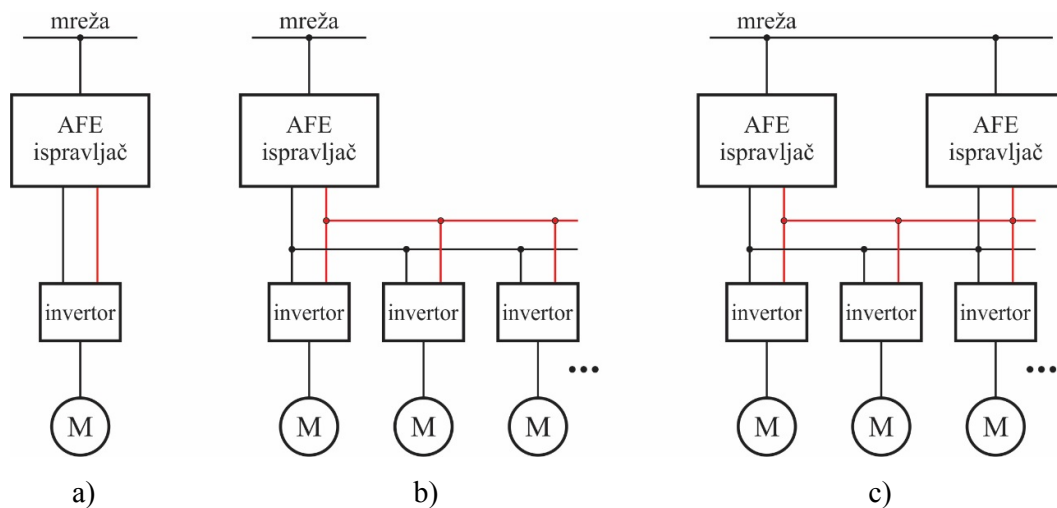 mreža
AFE
ispravljač
invertor
M
a)
mreža
AFE
ispravljač
invertor
invertor
invertor
M
M
M
b)
mreža
AFE
ispravljač
AFE
ispravljač
invertor
invertor
invertor
M
M
M
c)